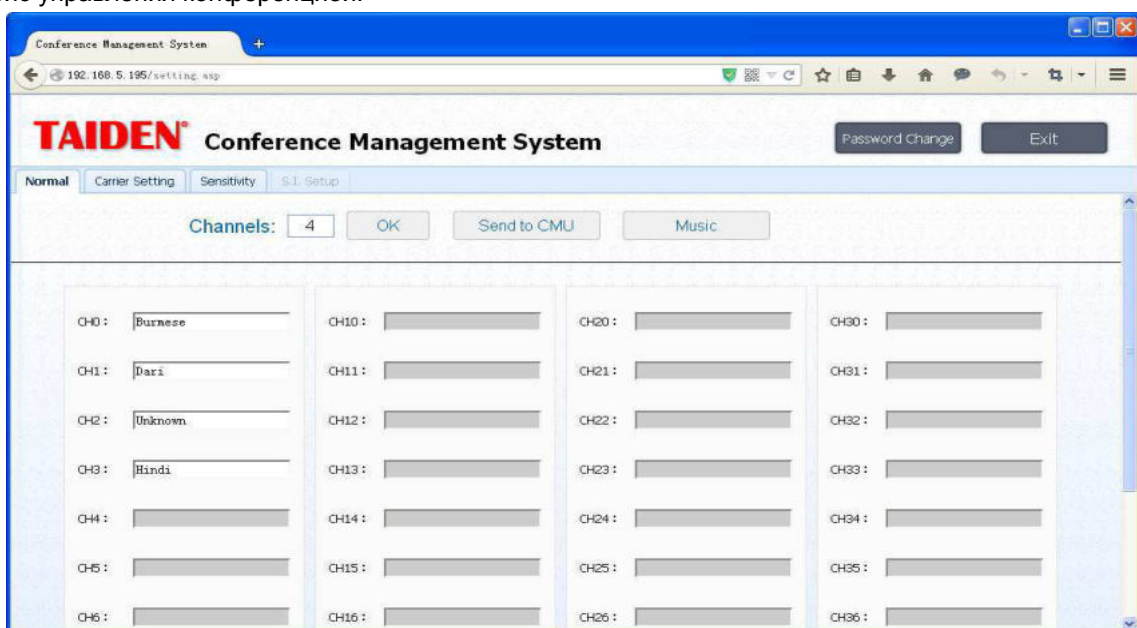 управления конференцией.
Conference Management System
192.168.5.195/setting.asp
TAIDEN® Conference Management System
Password Change Exit
Normal Carrier Setting Sensitivity S.I. Setup
Channels: 4 OK Send to CMU Music
CH0: Burmese CH10: CH20: CH30:
CH1: Dari CH11: CH21: CH31:
CH2: Unknown CH12: CH22: CH32:
CH3: Hindi CH13: CH23: CH33:
CH4: CH14: CH24: CH34:
CH5: CH15: CH25: CH35:
CH6: CH16: CH26: CH36: